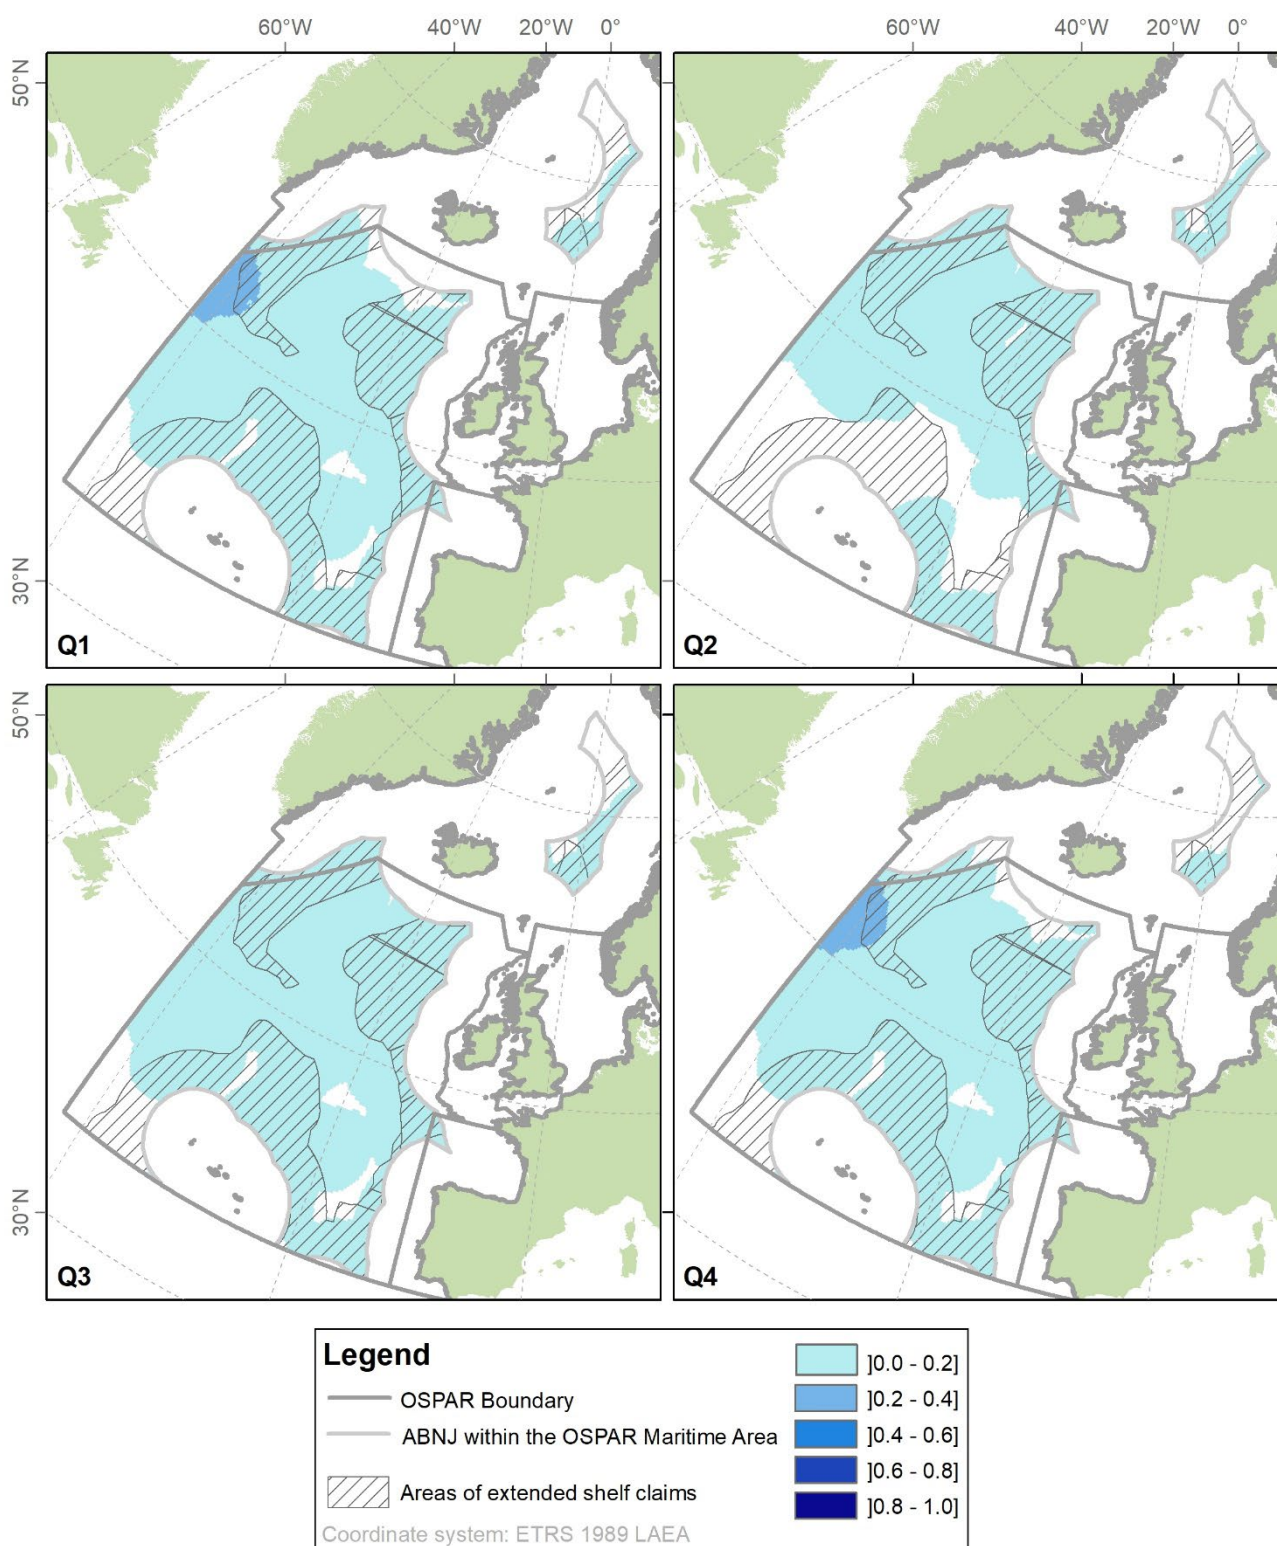 60°W 40°W 20°W 0° 60°W 40°W 20°W 0°
50°N
30°N
Q1 Q2
50°N
30°N
Q3 Q4
Legend
OSPAR Boundary
ABNJ within the OSPAR Maritime Area
Areas of extended shelf claims
Coordinate system: ETRS 1989 LAEA
]0.0 - 0.2]
]0.2 - 0.4]
]0.4 - 0.6]
]0.6 - 0.8]
]0.8 - 1.0]